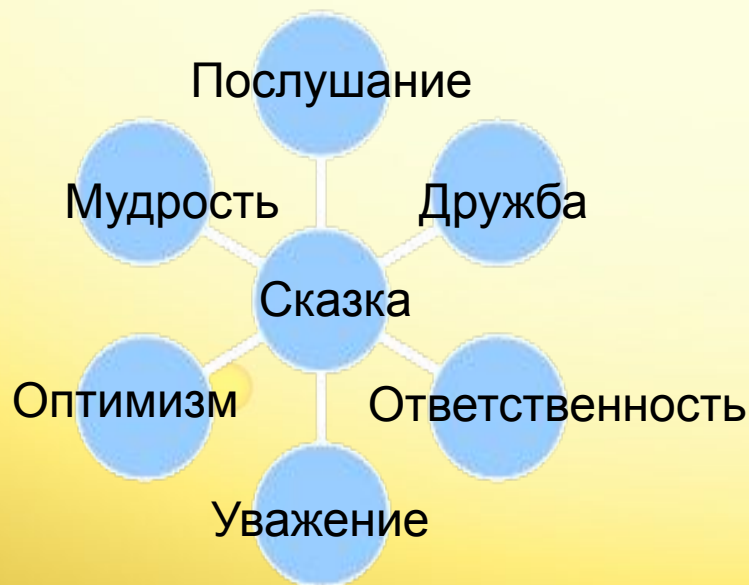 Послушание
Мудрость
Дружба
Сказка
Оптимизм
Ответственность
Уважение